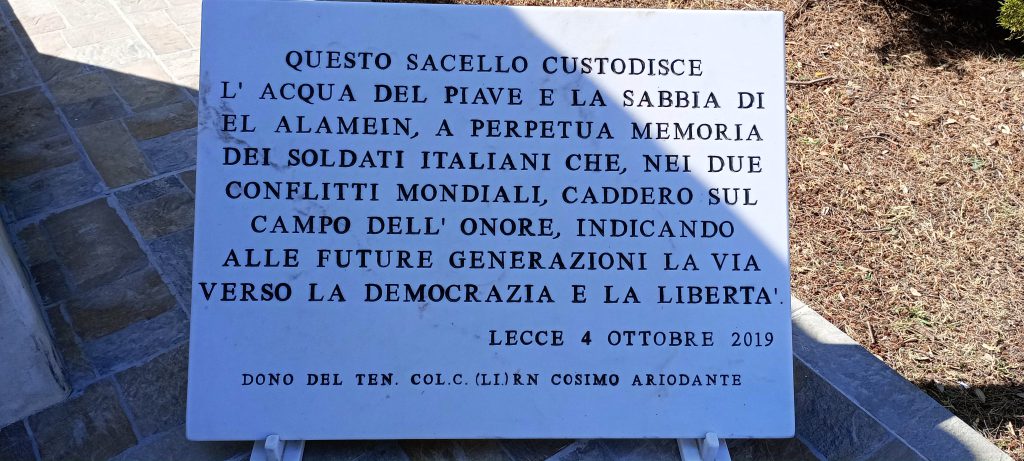 QUESTO SACELLO CUSTODISCE
L' ACQUA DEL PIAVE E LA SABBIA DI
EL ALAMEIN, A PERPETUA MEMORIA
DEI SOLDATI ITALIANI CHE, NEI DUE
CONFLITTI MONDIALI, CADDERO SUL
CAMPO DELL' ONORE, INDICANDO
ALLE FUTURE GENERAZIONI LA VIA
VERSO LA DEMOCRAZIA E LA LIBERTA'.
LECCE 4 OTTOBRE 2019
DONO DEL TEN. COL.C. (LI.) RN COSIMO ARIODANTE